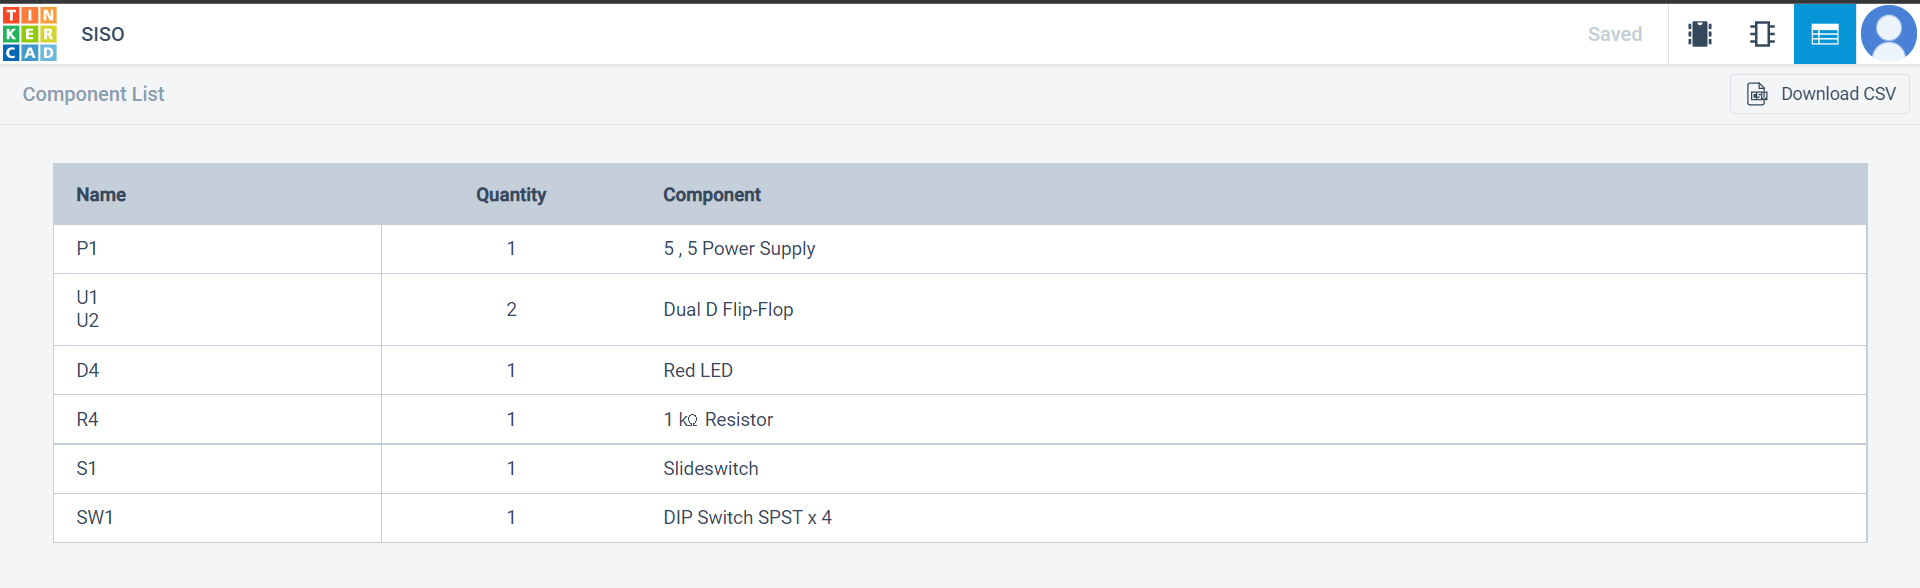 TIN
KER
CAD
SISO
Saved
Component List
CSV
Download CSV
Name Quantity Component
P1 1 5 , 5 Power Supply
U1
U2
2 Dual D Flip-Flop
D4 1 Red LED
R4 1 1 kΩ Resistor
S1 1 Slideswitch
SW1 1 DIP Switch SPST x 4